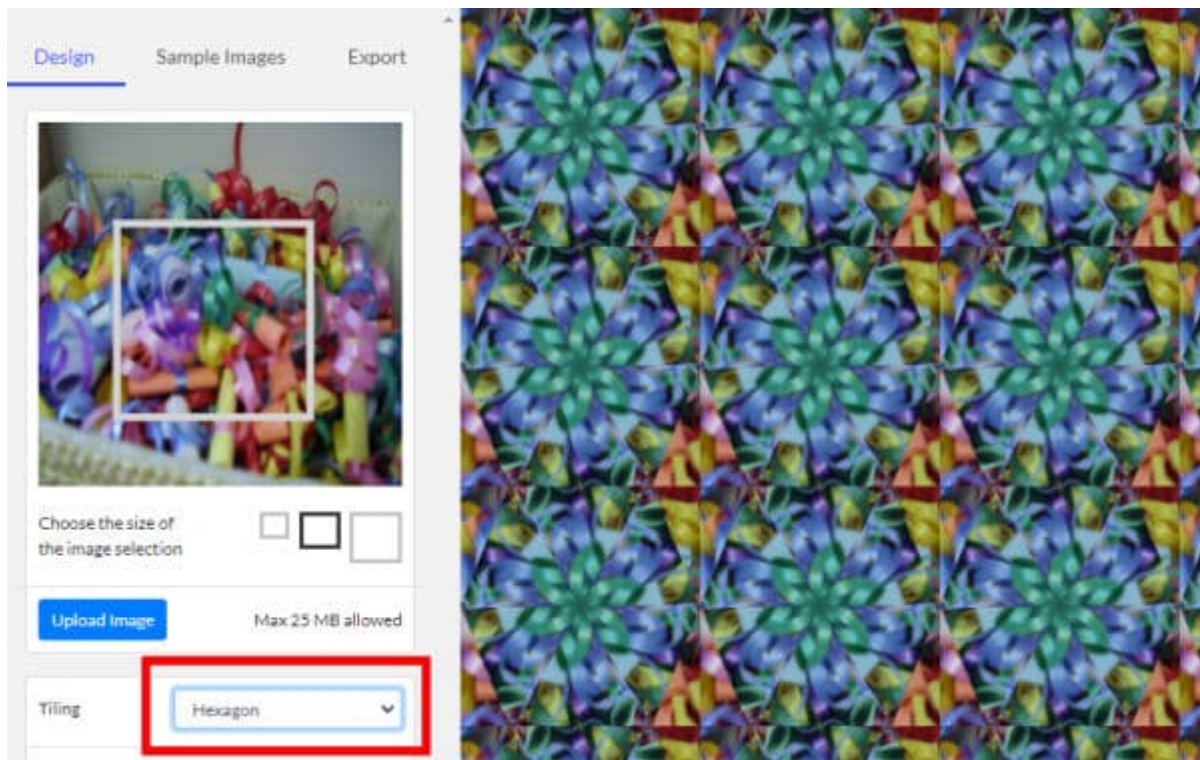 Design Sample Images Export
Choose the size of
the image selection
Upload Image Max 25 MB allowed
Tiling Hexagon